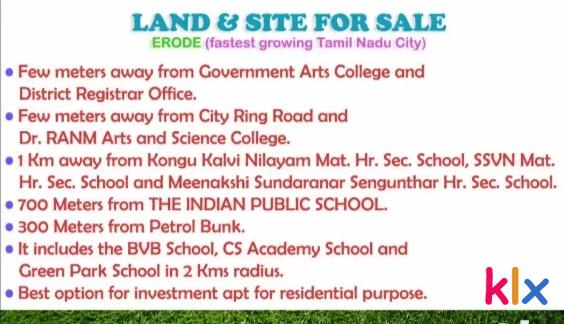 LAND & SITE FOR SALE
ERODE (fastest growing Tamil Nadu City)
• Few meters away from Government Arts College and
District Registrar Office.
• Few meters away from City Ring Road and
Dr. RANM Arts and Science College.
• 1 Km away from Kongu Kalvi Nilayam Mat. Hr. Sec. School, SSVN Mat.
Hr. Sec. School and Meenakshi Sundaranar Sengunthar Hr. Sec. School.
• 700 Meters from THE INDIAN PUBLIC SCHOOL.
• 300 Meters from Petrol Bunk.
• It includes the BVB School, CS Academy School and
Green Park School in 2 Kms radius.
• Best option for investment apt for residential purpose.
klx